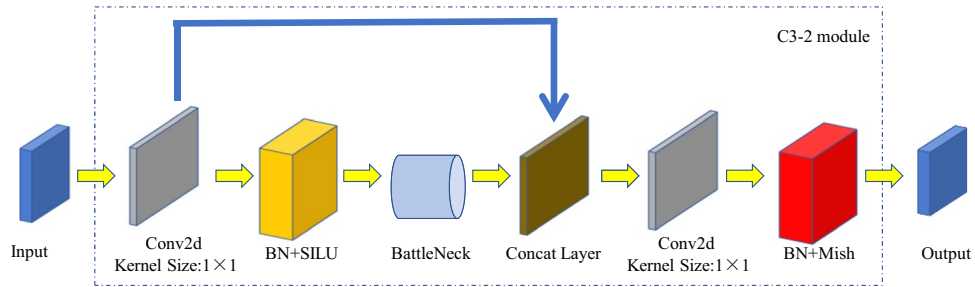 C3-2 module
Input
Conv2d
Kernel Size:1×1
BN+SILU
BattleNeck
Concat Layer
Conv2d
Kernel Size:1×1
BN+Mish
Output